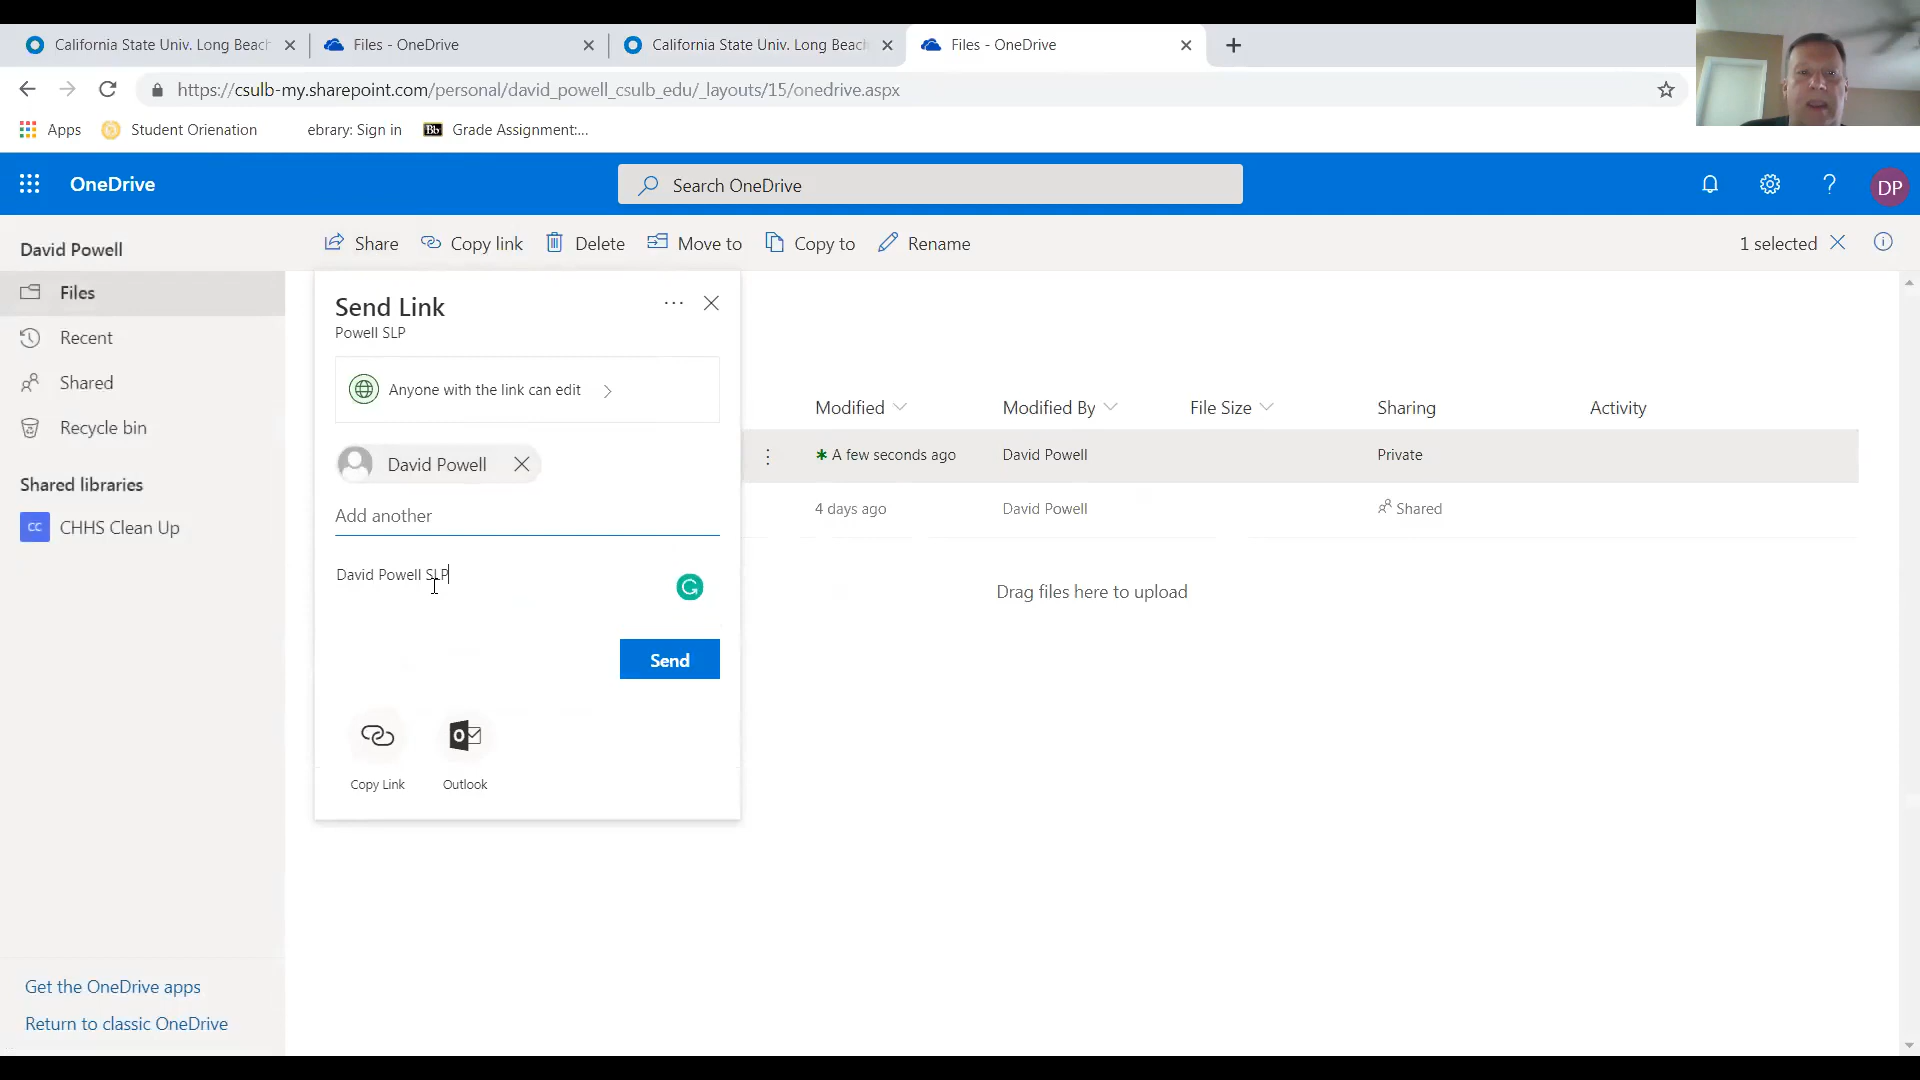 California State Univ. Long Beach
Files - OneDrive
California State Univ. Long Beach
Files - OneDrive
https://csulb-my.sharepoint.com/personal/david_powell_csulb_edu/_layouts/15/onedrive.aspx
Apps
Student Orienation
ebrary: Sign in
Bb
Grade Assignment:...
OneDrive
Search OneDrive
?
DP
David Powell
Share
Copy link
Delete
Move to
Copy to
Rename
1 selected
Files
Recent
Shared
Recycle bin
Shared libraries
CC
CHHS Clean Up
Get the OneDrive apps
Return to classic OneDrive
Send Link
Powell SLP
Anyone with the link can edit
David Powell
Add another
David Powell SLP
Send
Copy Link
Outlook
Modified
Modified By
File Size
Sharing
Activity
A few seconds ago
David Powell
Private
4 days ago
David Powell
Shared
Drag files here to upload